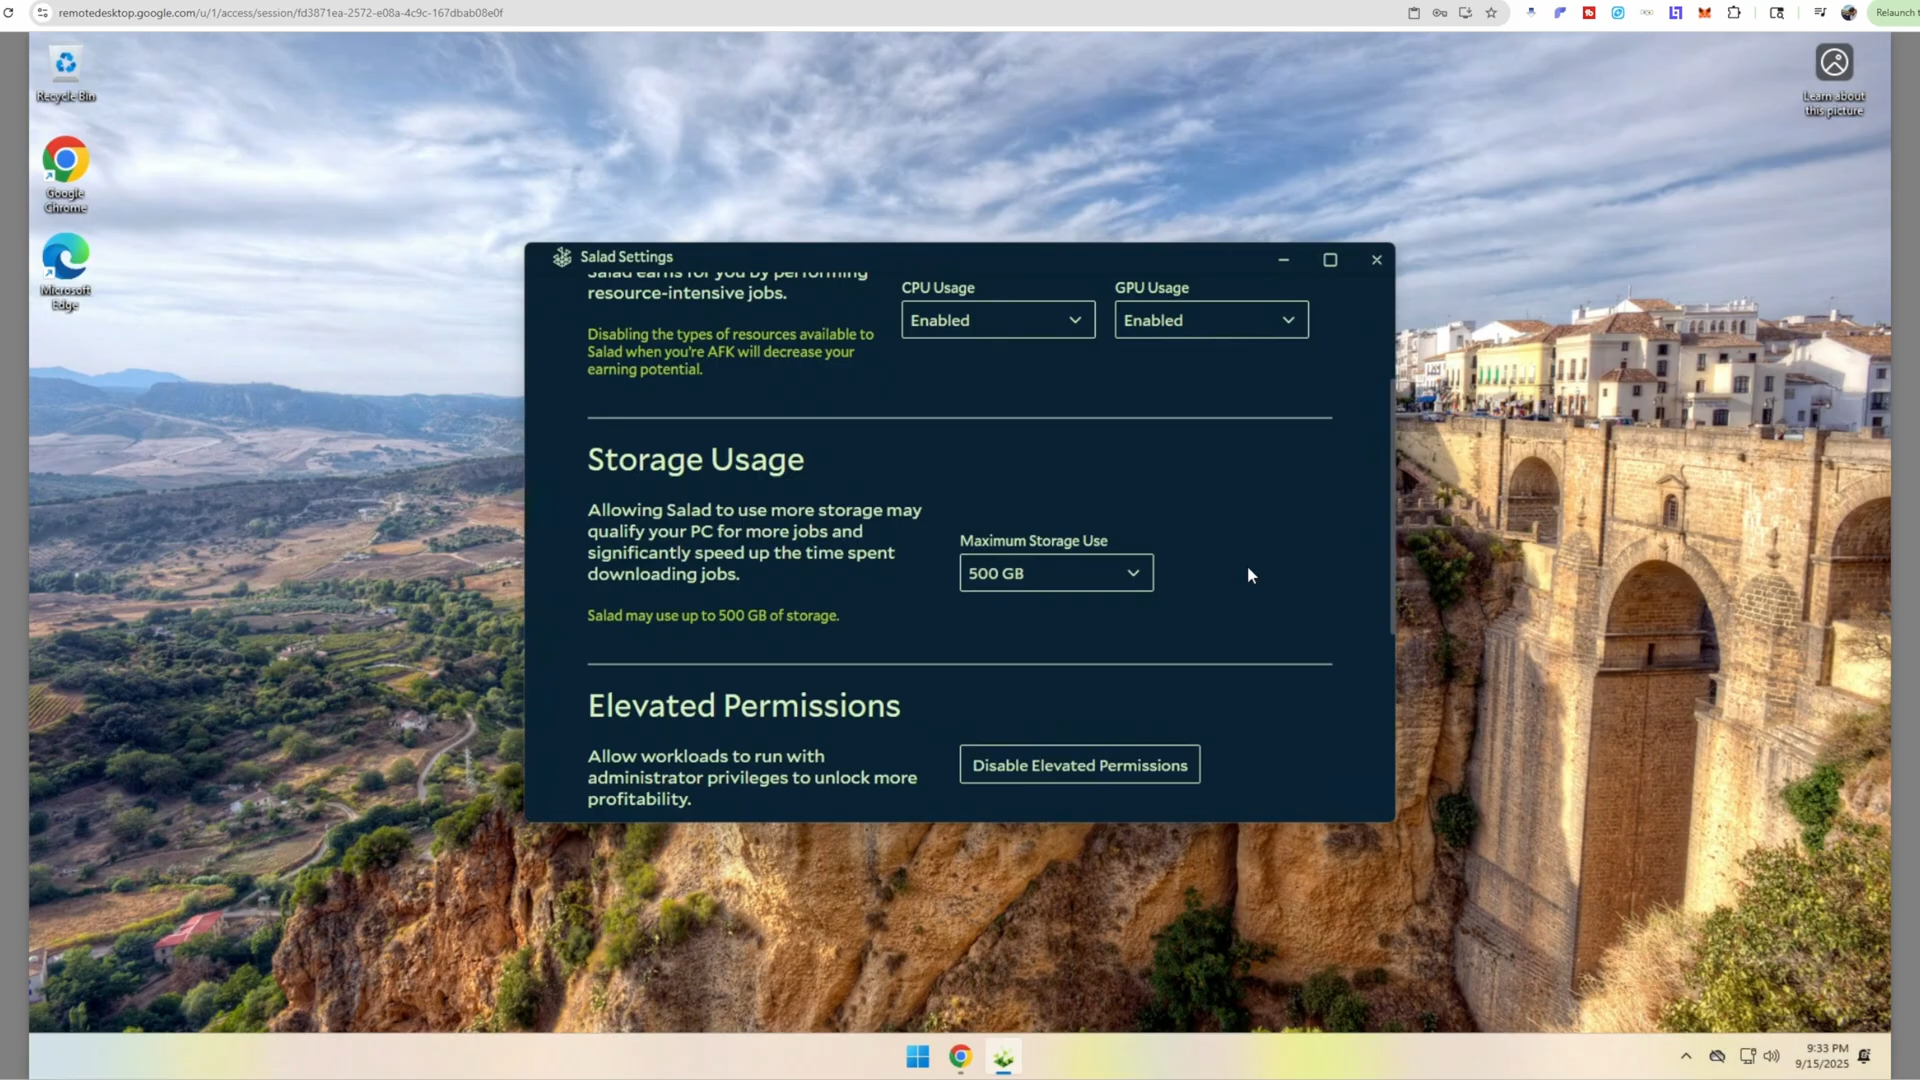 remotedesktop.google.com/u/1/access/session/fd3871ea-2572-e08a-4c9c-167dbab08e0f
Relaunch t
Recycle Bin
Google
Chrome
Microsoft
Edge
Learn about
this picture
Salad Settings
Salad earns for you by performing
resource-intensive jobs.
Disabling the types of resources available to
Salad when you're AFK will decrease your
earning potential.
CPU Usage
Enabled
GPU Usage
Enabled
Storage Usage
Allowing Salad to use more storage may
qualify your PC for more jobs and
significantly speed up the time spent
downloading jobs.
Salad may use up to 500 GB of storage.
Maximum Storage Use
500 GB
Elevated Permissions
Allow workloads to run with
administrator privileges to unlock more
profitability.
Disable Elevated Permissions
9:33 PM
9/15/2025